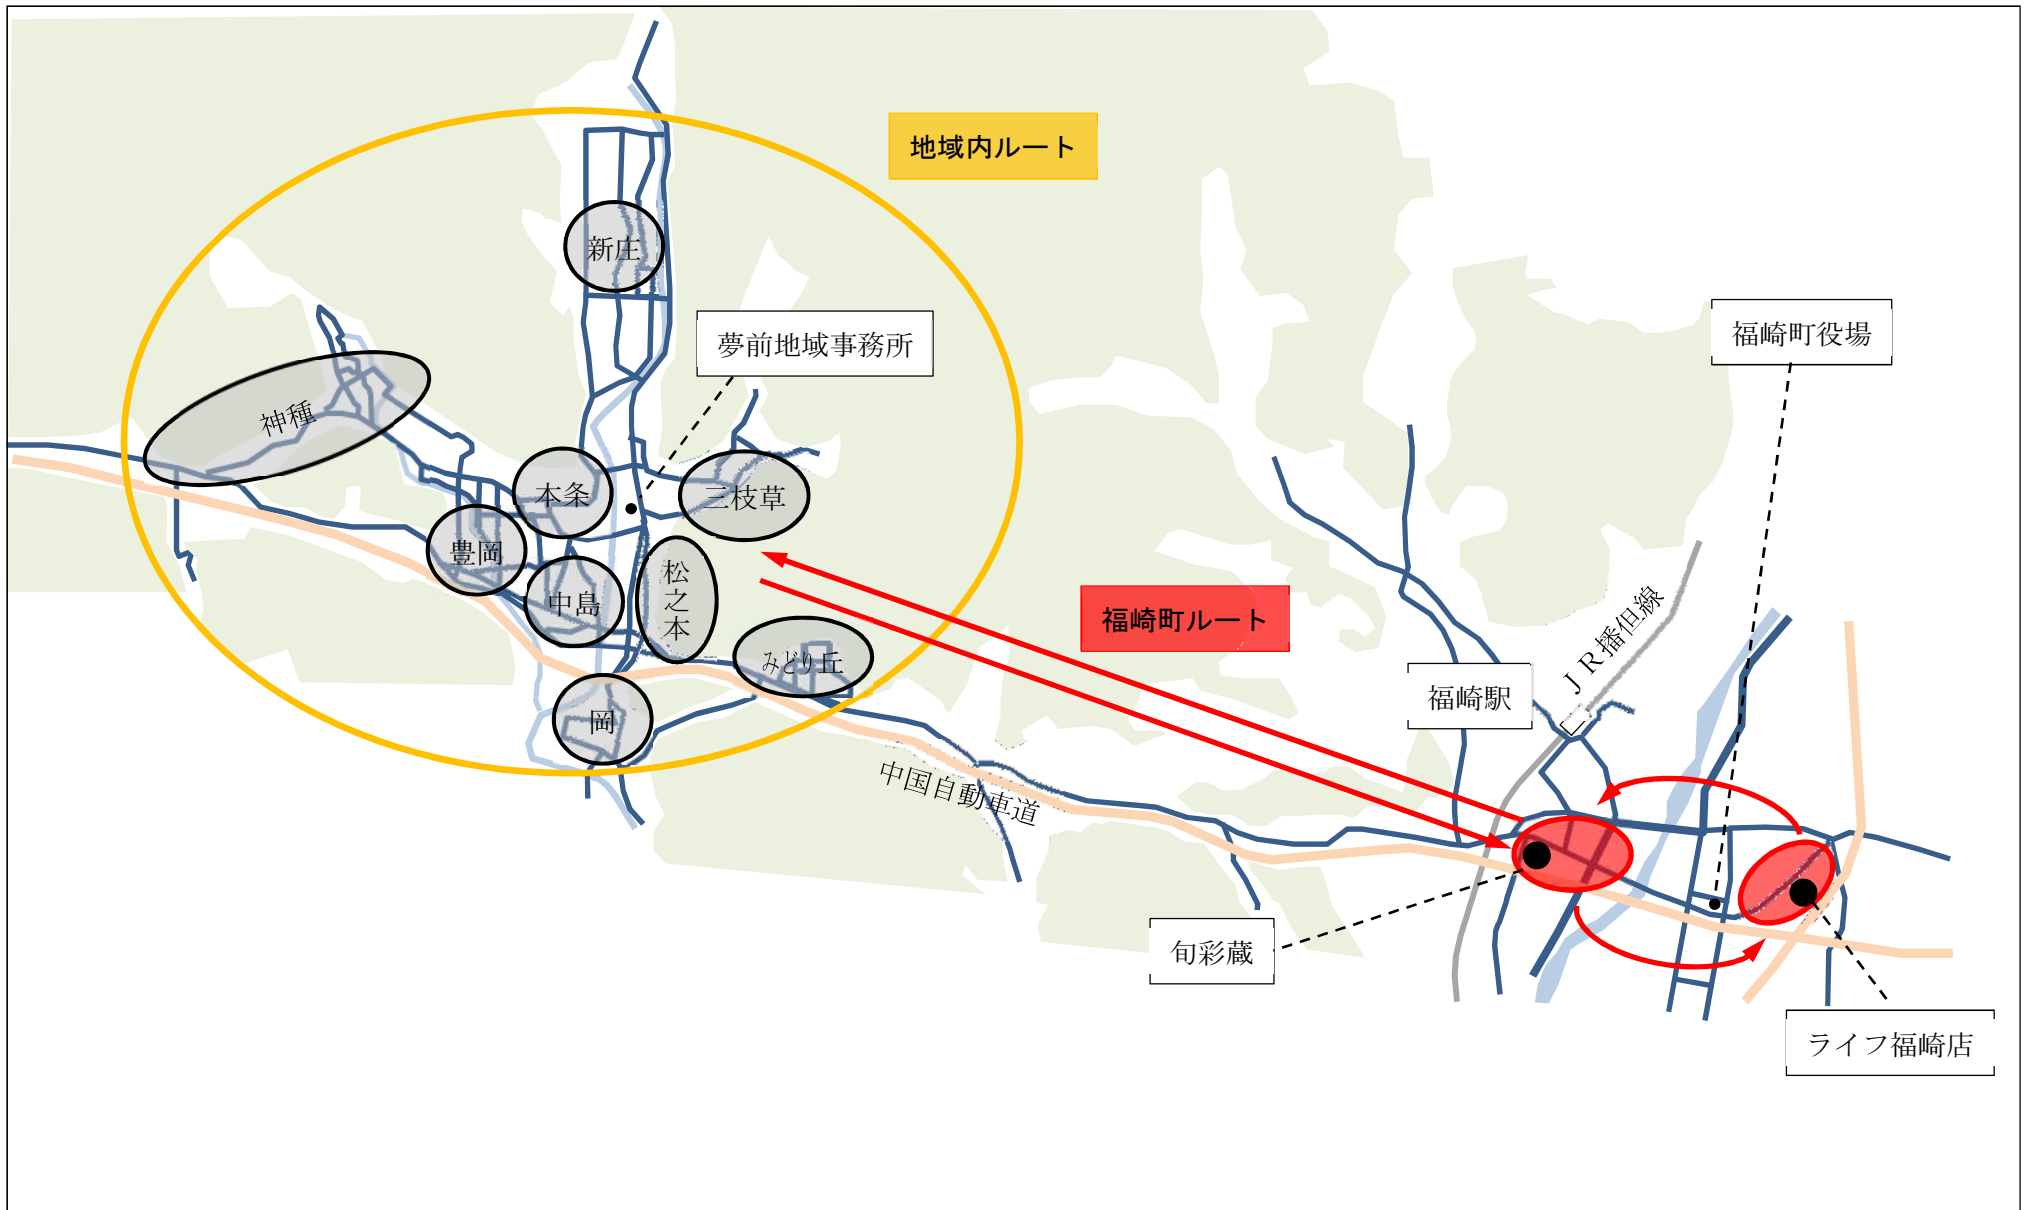 地域内ルート
新庄
夢前地域事務所
福崎町役場
神種
本条
三枝草
豊岡
中島
松之本
福崎町ルート
JR播但線
みどり丘
福崎駅
岡
中国自動車道
旬彩蔵
ライフ福崎店